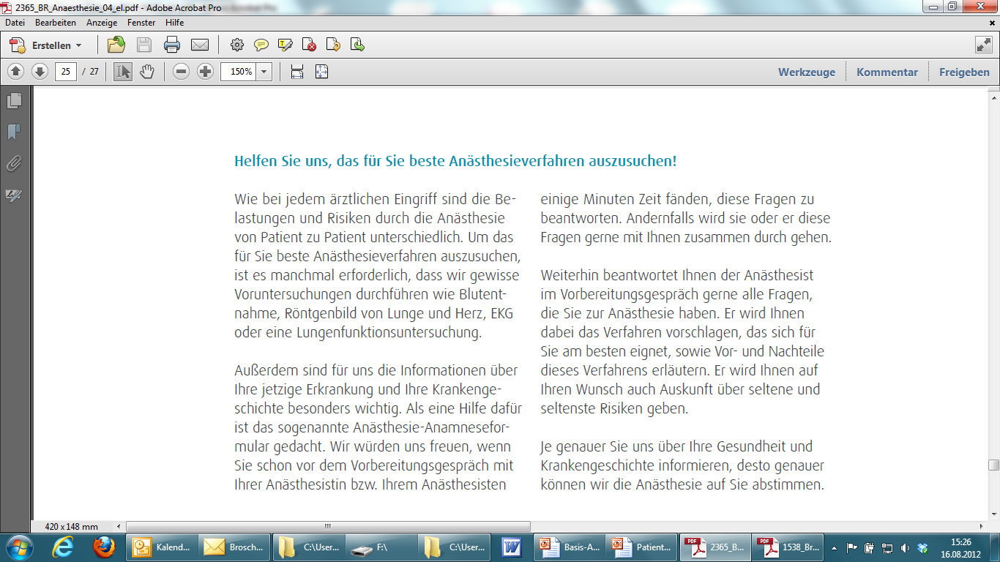 2365_BR_Anaesthesie_04_el.pdf - Adobe Acrobat Pro
Datei Bearbeiten Anzeige Fenster Hilfe
Erstellen
25 / 27 150% Werkzeuge Kommentar Freigeben
Helfen Sie uns, das für Sie beste Anästhesieverfahren auszusuchen!
Wie bei jedem ärztlichen Eingriff sind die Be-
lastungen und Risiken durch die Anästhesie
von Patient zu Patient unterschiedlich. Um das
für Sie beste Anästhesieverfahren auszusuchen,
ist es manchmal erforderlich, dass wir gewisse
Voruntersuchungen durchführen wie Blutent-
nahme, Röntgenbild von Lunge und Herz, EKG
oder eine Lungenfunktionsuntersuchung.
Außerdem sind für uns die Informationen über
Ihre jetzige Erkrankung und Ihre Krankenge-
schichte besonders wichtig. Als eine Hilfe dafür
ist das sogenannte Anästhesie-Anamnesefor-
mular gedacht. Wir würden uns freuen, wenn
Sie schon vor dem Vorbereitungsgespräch mit
Ihrer Anästhesistin bzw. Ihrem Anästhesisten
einige Minuten Zeit fänden, diese Fragen zu
beantworten. Andernfalls wird sie oder er diese
Fragen gerne mit Ihnen zusammen durch gehen.
Weiterhin beantwortet Ihnen der Anästhesist
im Vorbereitungsgespräch gerne alle Fragen,
die Sie zur Anästhesie haben. Er wird Ihnen
dabei das Verfahren vorschlagen, das sich für
Sie am besten eignet, sowie Vor- und Nachteile
dieses Verfahrens erläutern. Er wird Ihnen auf
Ihren Wunsch auch Auskunft über seltene und
seltenste Risiken geben.
Je genauer Sie uns über Ihre Gesundheit und
Krankengeschichte informieren, desto genauer
können wir die Anästhesie auf Sie abstimmen.
420 x 148 mm
Kalend... Brosch... C:\User... F:\ C:\User... Basis-A... Patient... 2365_B... 1538_Br... 15:26
16.08.2012